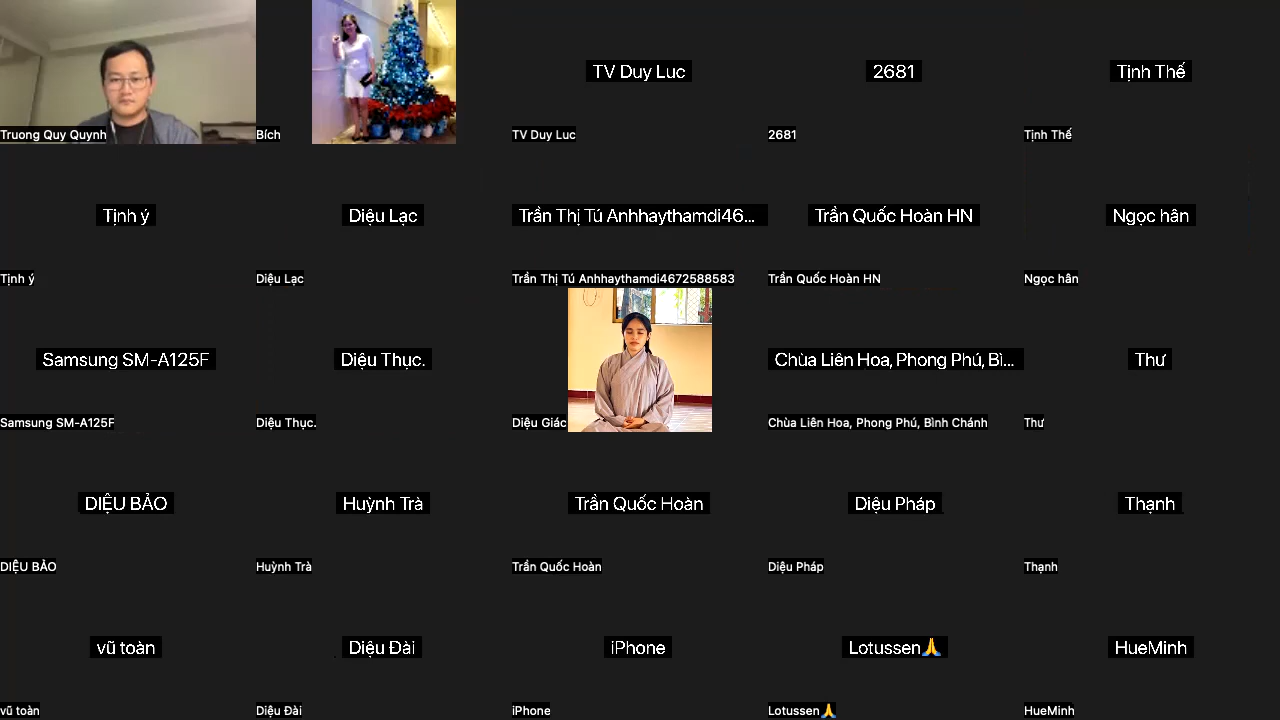 Truong Quy Quynh
Bích
TV Duy Luc
TV Duy Luc
2681
2681
Tịnh Thế
Tịnh Thế
Tịnh ý
Tịnh ý
Diệu Lạc
Diệu Lạc
Trần Thị Tú Anhhaythamdi46...
Trần Thị Tú Anhhaythamdi4672588583
Trần Quốc Hoàn HN
Trần Quốc Hoàn HN
Ngọc hân
Ngọc hân
Samsung SM-A125F
Samsung SM-A125F
Diệu Thục.
Diệu Thục.
Diệu Giác
Chùa Liên Hoa, Phong Phú, Bì...
Chùa Liên Hoa, Phong Phú, Bình Chánh
Thư
Thư
DIỆU BẢO
DIỆU BẢO
Huỳnh Trà
Huỳnh Trà
Trần Quốc Hoàn
Trần Quốc Hoàn
Diệu Pháp
Diệu Pháp
Thạnh
Thạnh
vũ toàn
vũ toàn
Diệu Đài
Diệu Đài
iPhone
iPhone
Lotussen🙏
Lotussen🙏
HueMinh
HueMinh